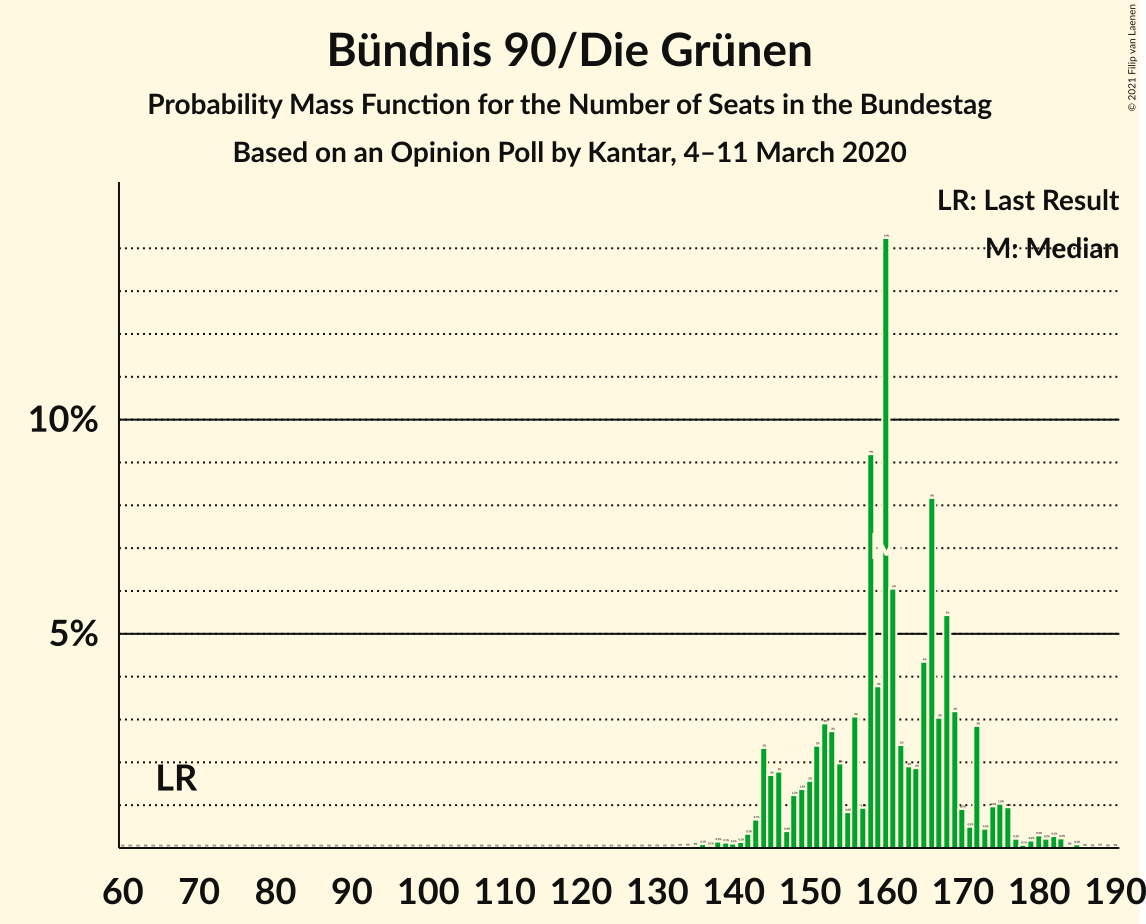 © 2021 Filip van Laenen
Bündnis 90/Die Grünen
Probability Mass Function for the Number of Seats in the Bundestag
Based on an Opinion Poll by Kantar, 4–11 March 2020
LR: Last Result
M: Median
10%
5%
LR
60 70 80 90 100 110 120 130 140 150 160 170 180 190